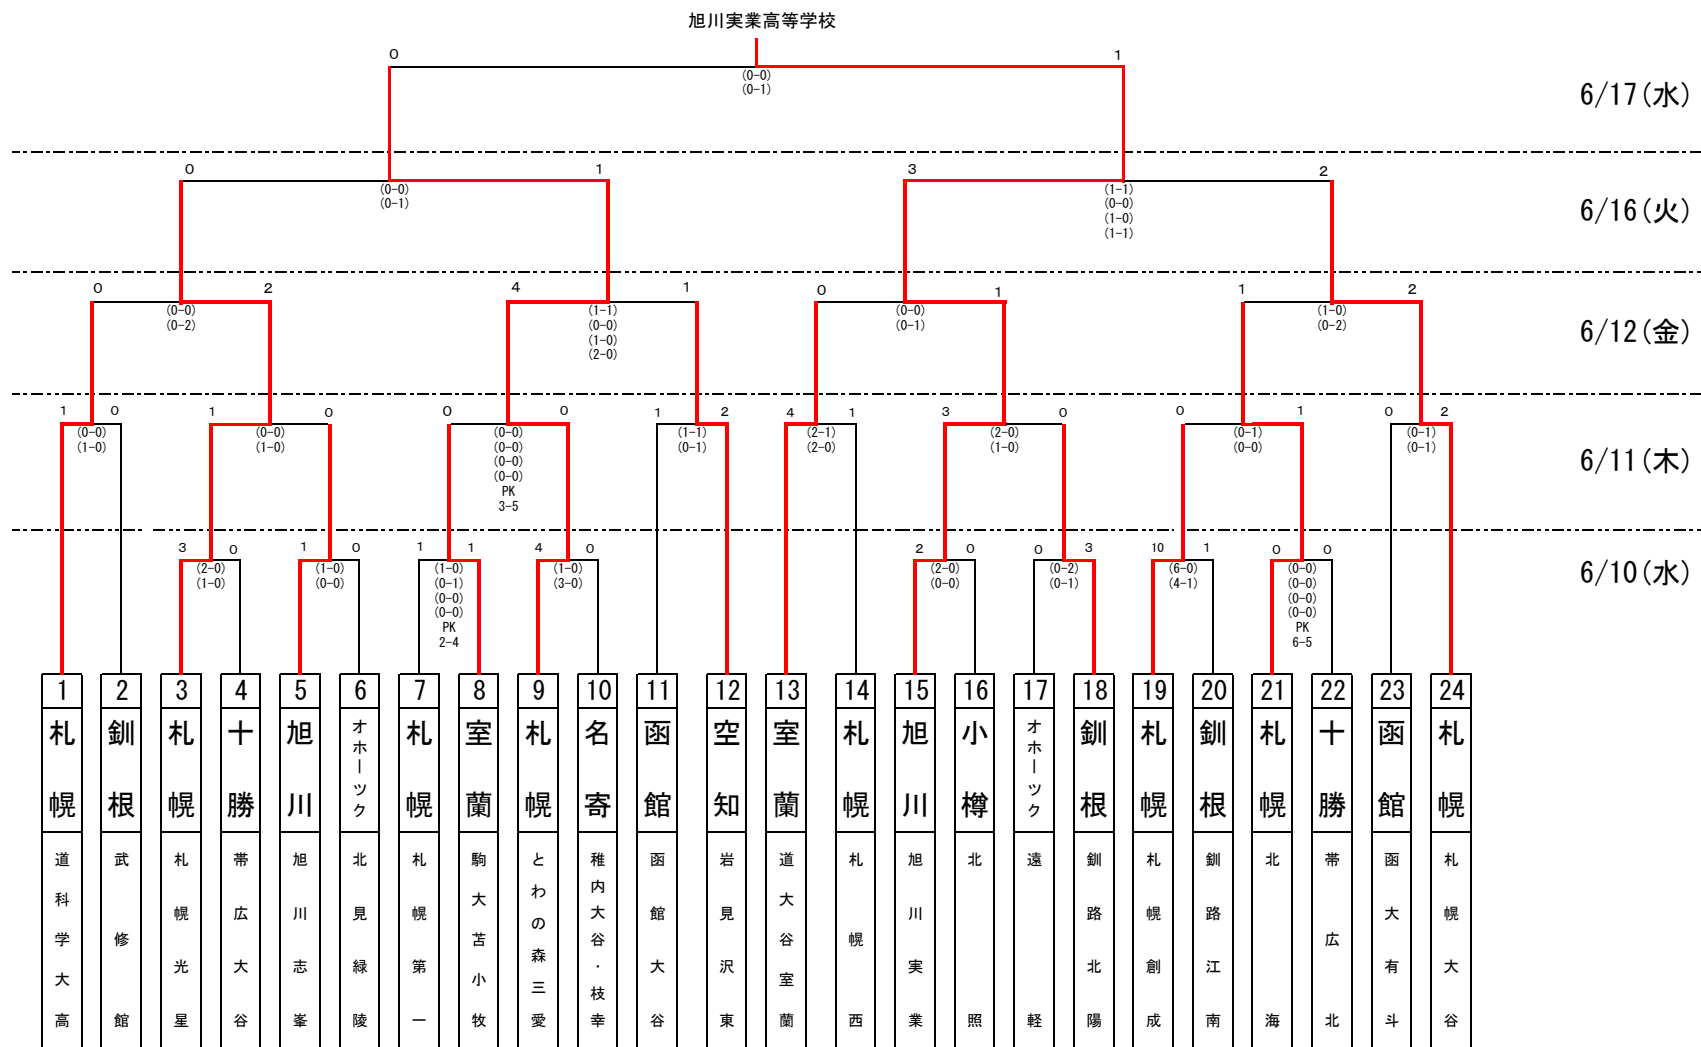 旭川実業高等学校
0 1
(0-0)
(0-1)
6/17(水)
0 1 3 2
(0-0) (1-1)
(0-1) (0-0)
(1-0)
(1-1)
6/16(火)
0 2 4 1 0 1 1 2
(0-0) (1-1) (0-0) (1-0)
(0-2) (0-0) (0-1) (0-2)
(1-0)
(2-0)
6/12(金)
1 0 1 0 0 0 1 2 4 1 3 0 0 1 0 2
(0-0) (0-0) (0-0) (1-1) (2-1) (2-0) (0-1) (0-1)
(1-0) (1-0) (0-0) (0-1) (2-0) (1-0) (0-0) (0-1)
(0-0)
(0-0)
PK
3-5
6/11(木)
3 0 1 0 1 1 4 0 2 0 0 3 10 1 0 0
(2-0) (1-0) (1-0) (1-0) (2-0) (0-2) (6-0) (0-0)
(1-0) (0-0) (0-1) (3-0) (0-0) (0-1) (4-1) (0-0)
(0-0) (0-0)
(0-0) (0-0)
PK PK
2-4 6-5
6/10(水)
1 2 3 4 5 6 7 8 9 10 11 12 13 14 15 16 17 18 19 20 21 22 23 24
札幌 釧根 札幌 十勝 旭川 オホーツク 札幌 室蘭 札幌 名寄 函館 空知 室蘭 札幌 旭川 小樽 オホーツク 釧根 札幌 釧根 札幌 十勝 函館 札幌
道科学大高 武修館 札幌光星 帯広大谷 旭川志峯 北見緑陵 札幌第一 駒大苫小牧 とわの森三愛 稚内大谷・枝幸 函館大谷 岩見沢東 道大谷室蘭 札幌西 旭川実業 北照 遠軽 釧路北陽 札幌創成 釧路江南 北海 帯広北 函大有斗 札幌大谷